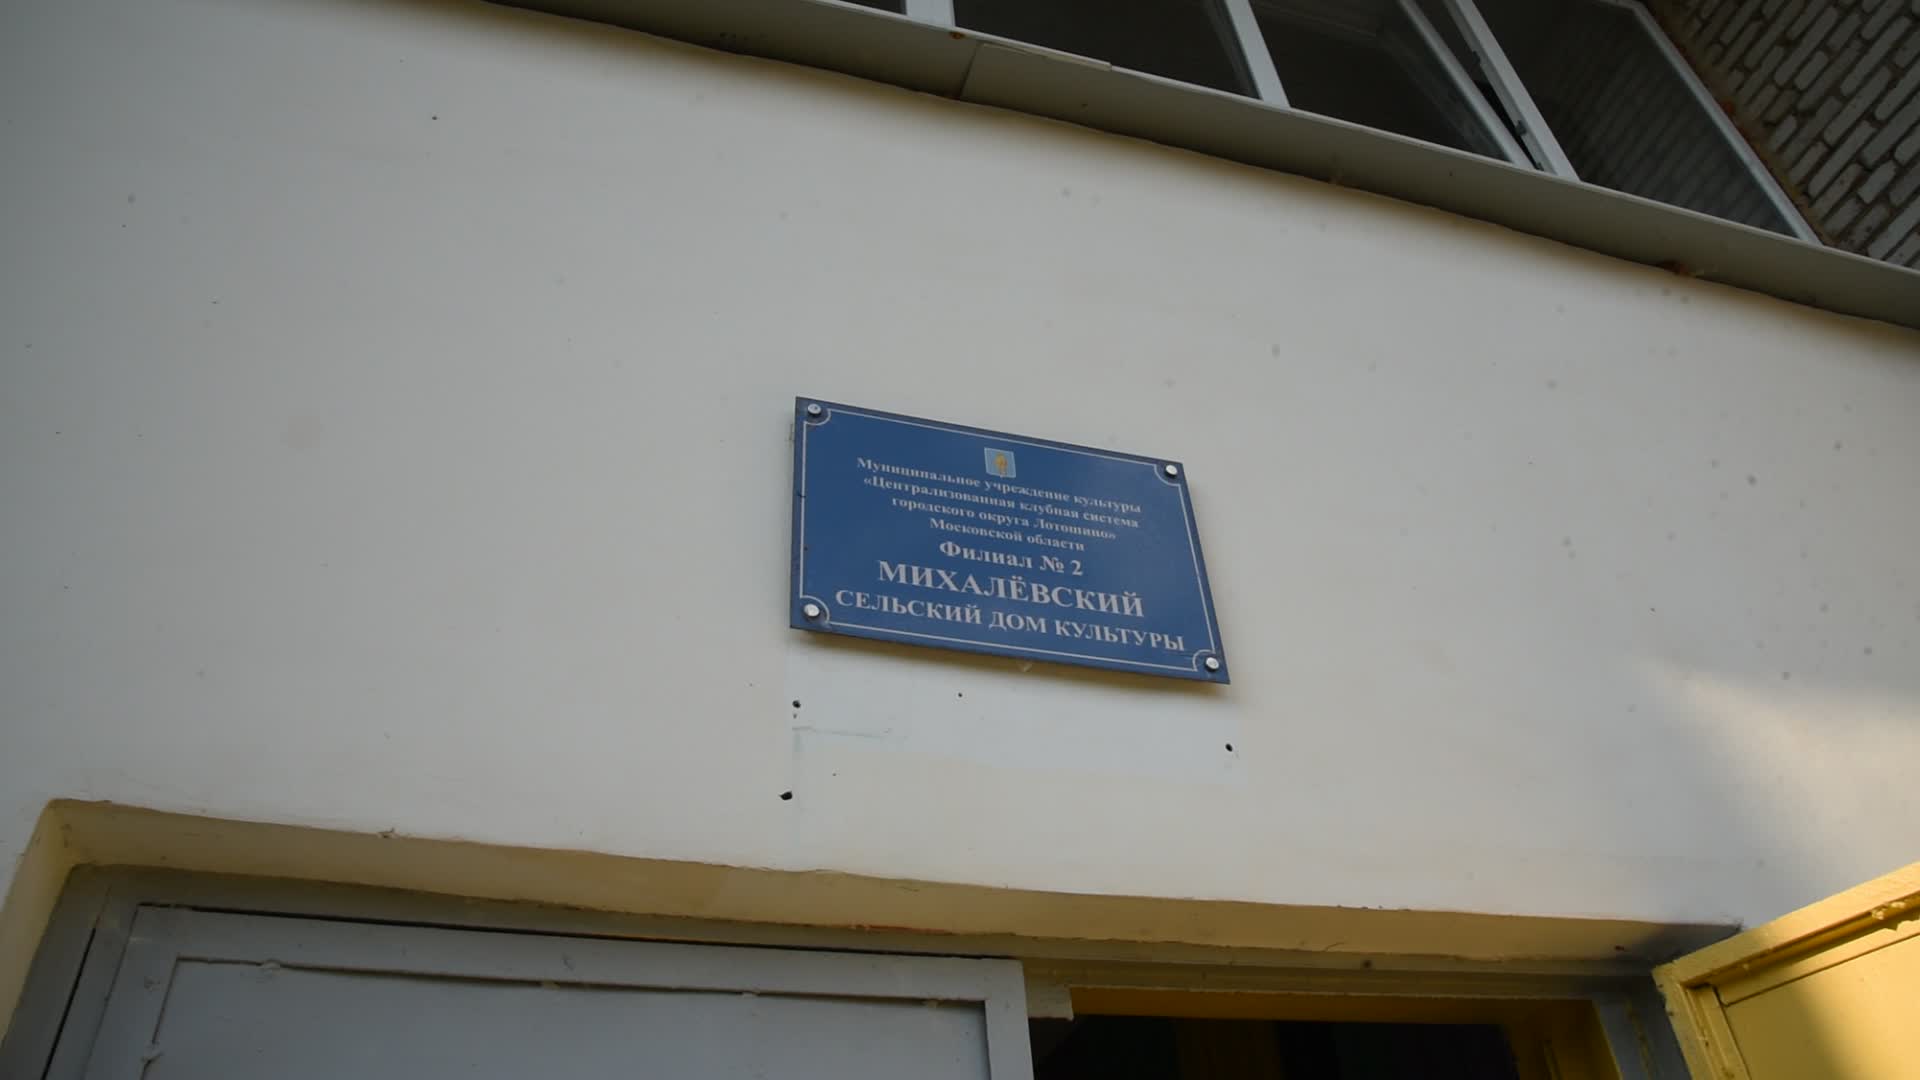 Муниципальное учреждение культуры
«Централизованная клубная система
городского округа Лотошино»
Московской области
Филиал № 2
МИХАЛЁВСКИЙ
СЕЛЬСКИЙ ДОМ КУЛЬТУРЫ